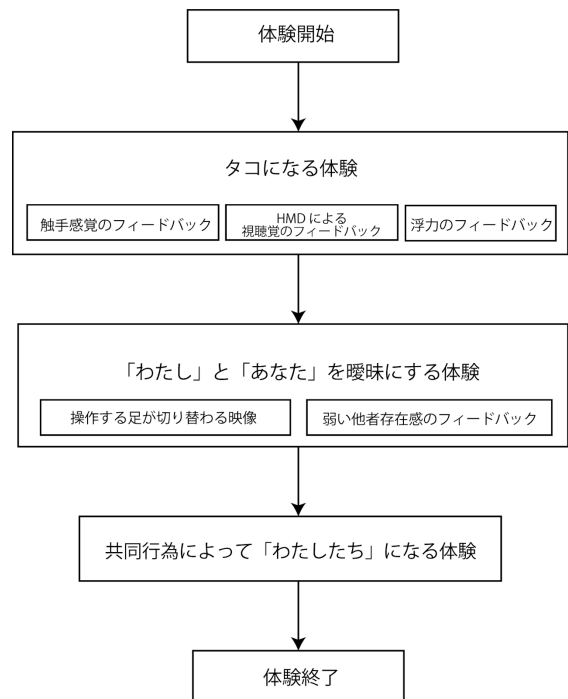 体験開始
タコになる体験
触手感覚のフィードバック
HMDによる
視聴覚のフィードバック
浮力のフィードバック
「わたし」と「あなた」を曖昧にする体験
操作する足が切り替わる映像
弱い他者存在感のフィードバック
共同行為によって「わたしたち」になる体験
体験終了